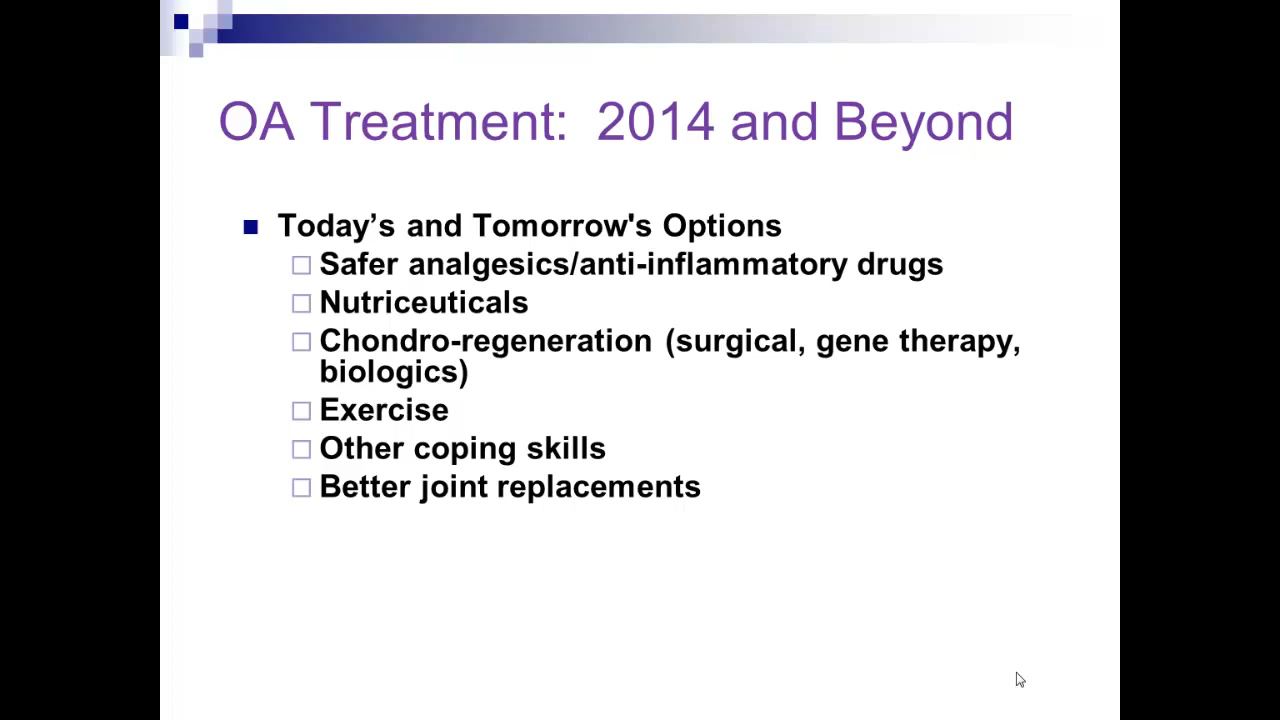 OA Treatment:  2014 and Beyond
Today’s and Tomorrow's Options
Safer analgesics/anti-inflammatory drugs
Nutriceuticals
Chondro-regeneration (surgical, gene therapy,
biologics)
Exercise
Other coping skills
Better joint replacements